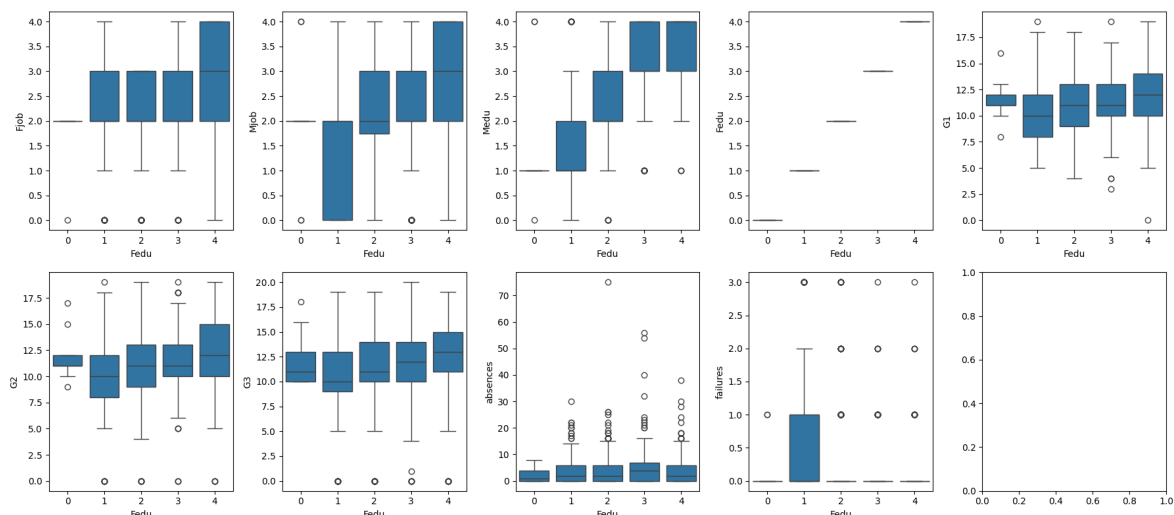 4.0 3.5 3.0 2.5 2.0 1.5 1.0 0.5 0.0
Fjob
0 1 2 3 4
Fedu
4.0 3.5 3.0 2.5 2.0 1.5 1.0 0.5 0.0
Mjob
0 1 2 3 4
Fedu
4.0 3.5 3.0 2.5 2.0 1.5 1.0 0.5 0.0
Medu
0 1 2 3 4
Fedu
4.0 3.5 3.0 2.5 2.0 1.5 1.0 0.5 0.0
Fedu
0 1 2 3 4
Fedu
17.5 15.0 12.5 10.0 7.5 5.0 2.5 0.0
G1
0 1 2 3 4
Fedu
17.5 15.0 12.5 10.0 7.5 5.0 2.5 0.0
G2
0 1 2 3 4
Fedu
20.0 17.5 15.0 12.5 10.0 7.5 5.0 2.5 0.0
G3
0 1 2 3 4
Fedu
70 60 50 40 30 20 10 0
absences
0 1 2 3 4
Fedu
3.0 2.5 2.0 1.5 1.0 0.5 0.0
failures
0 1 2 3 4
Fedu
1.0 0.8 0.6 0.4 0.2 0.0
0.0 0.2 0.4 0.6 0.8 1.0